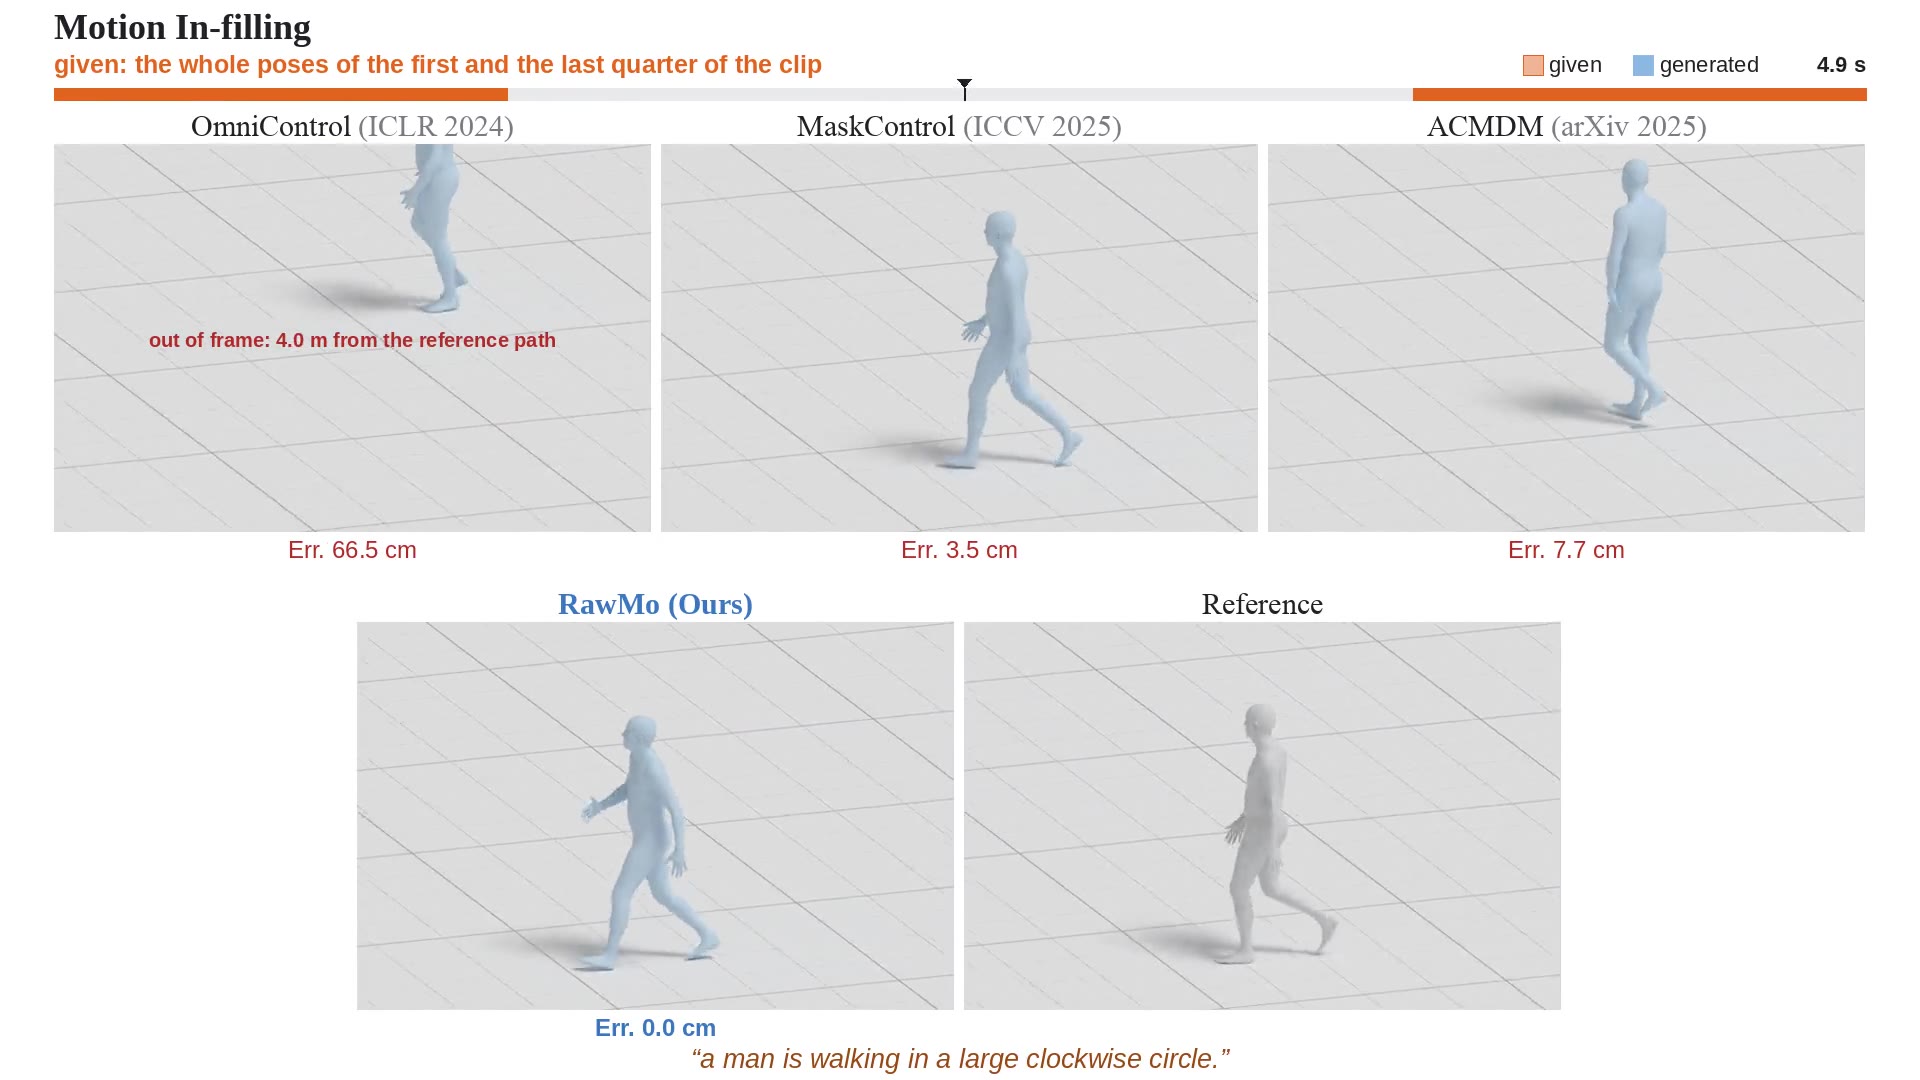 Motion In-filling
given: the whole poses of the first and the last quarter of the clip
given generated 4.9 s
OmniControl (ICLR 2024) MaskControl (ICCV 2025) ACMDM (arXiv 2025)
out of frame: 4.0 m from the reference path
Err. 66.5 cm Err. 3.5 cm Err. 7.7 cm
RawMo (Ours) Reference
Err. 0.0 cm
“a man is walking in a large clockwise circle.”